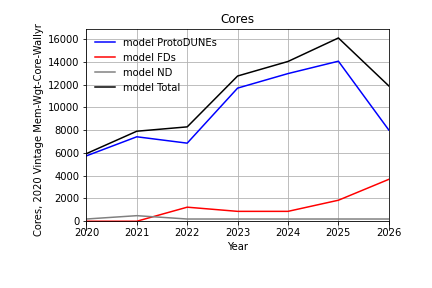 Cores
Cores, 2020 Vintage Mem-Wgt-Core-Wallyr
16000
14000
12000
10000
8000
6000
4000
2000
0
model ProtoDUNEs
model FDs
model ND
model Total
2020 2021 2022 2023 2024 2025 2026
Year